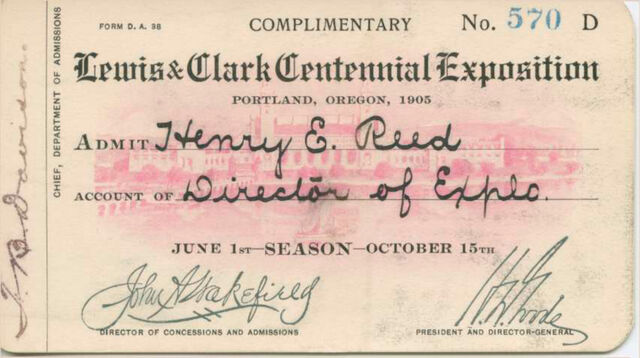 FORM D. A. 38
COMPLIMENTARY
No. 570 D
Lewis & Clark Centennial Exposition
PORTLAND, OREGON, 1905
ADMIT Henry E. Reed
ACCOUNT OF Director of Explo.
JUNE 1ST—SEASON—OCTOBER 15TH
John A Wakefield
DIRECTOR OF CONCESSIONS AND ADMISSIONS
H. W. Goode
PRESIDENT AND DIRECTOR-GENERAL
CHIEF, DEPARTMENT OF ADMISSIONS